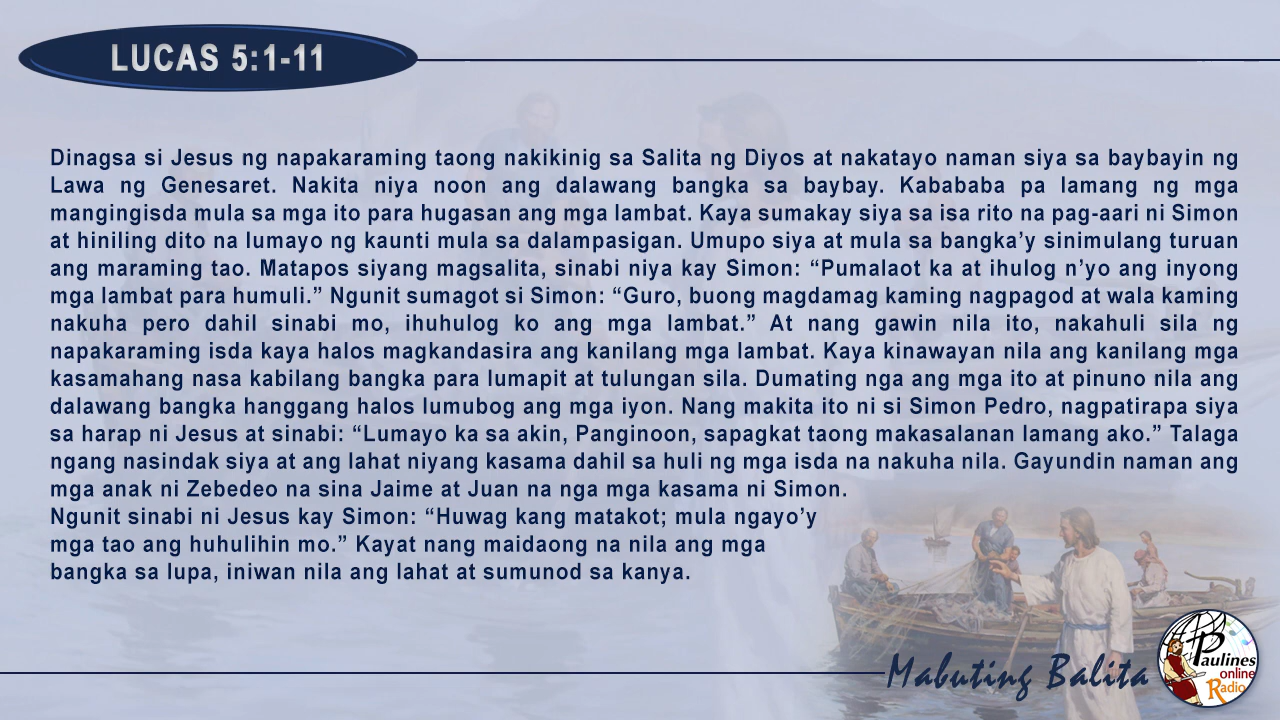 LUCAS 5:1-11
Dinagsa si Jesus ng napakaraming taong nakikinig sa Salita ng Diyos at nakatayo naman siya sa baybayin ng
Lawa ng Genesaret. Nakita niya noon ang dalawang bangka sa baybay. Kabababa pa lamang ng mga
mangingisda mula sa mga ito para hugasan ang mga lambat. Kaya sumakay siya sa isa rito na pag-aari ni Simon
at hiniling dito na lumayo ng kaunti mula sa dalampasigan. Umupo siya at mula sa bangka’y sinimulang turuan
ang maraming tao. Matapos siyang magsalita, sinabi niya kay Simon: “Pumalaot ka at ihulog n’yo ang inyong
mga lambat para humuli.” Ngunit sumagot si Simon: “Guro, buong magdamag kaming nagpagod at wala kaming
nakuha pero dahil sinabi mo, ihuhulog ko ang mga lambat.” At nang gawin nila ito, nakahuli sila ng
napakaraming isda kaya halos magkandasira ang kanilang mga lambat. Kaya kinawayan nila ang kanilang mga
kasamahang nasa kabilang bangka para lumapit at tulungan sila. Dumating nga ang mga ito at pinuno nila ang
dalawang bangka hanggang halos lumubog ang mga iyon. Nang makita ito ni si Simon Pedro, nagpatirapa siya
sa harap ni Jesus at sinabi: “Lumayo ka sa akin, Panginoon, sapagkat taong makasalanan lamang ako.” Talaga
ngang nasindak siya at ang lahat niyang kasama dahil sa huli ng mga isda na nakuha nila. Gayundin naman ang
mga anak ni Zebedeo na sina Jaime at Juan na nga mga kasama ni Simon.
Ngunit sinabi ni Jesus kay Simon: “Huwag kang matakot; mula ngayo’y
mga tao ang huhulihin mo.” Kayat nang maidaong na nila ang mga
bangka sa lupa, iniwan nila ang lahat at sumunod sa kanya.
Mabuting Balita
Paulines
online
Radio